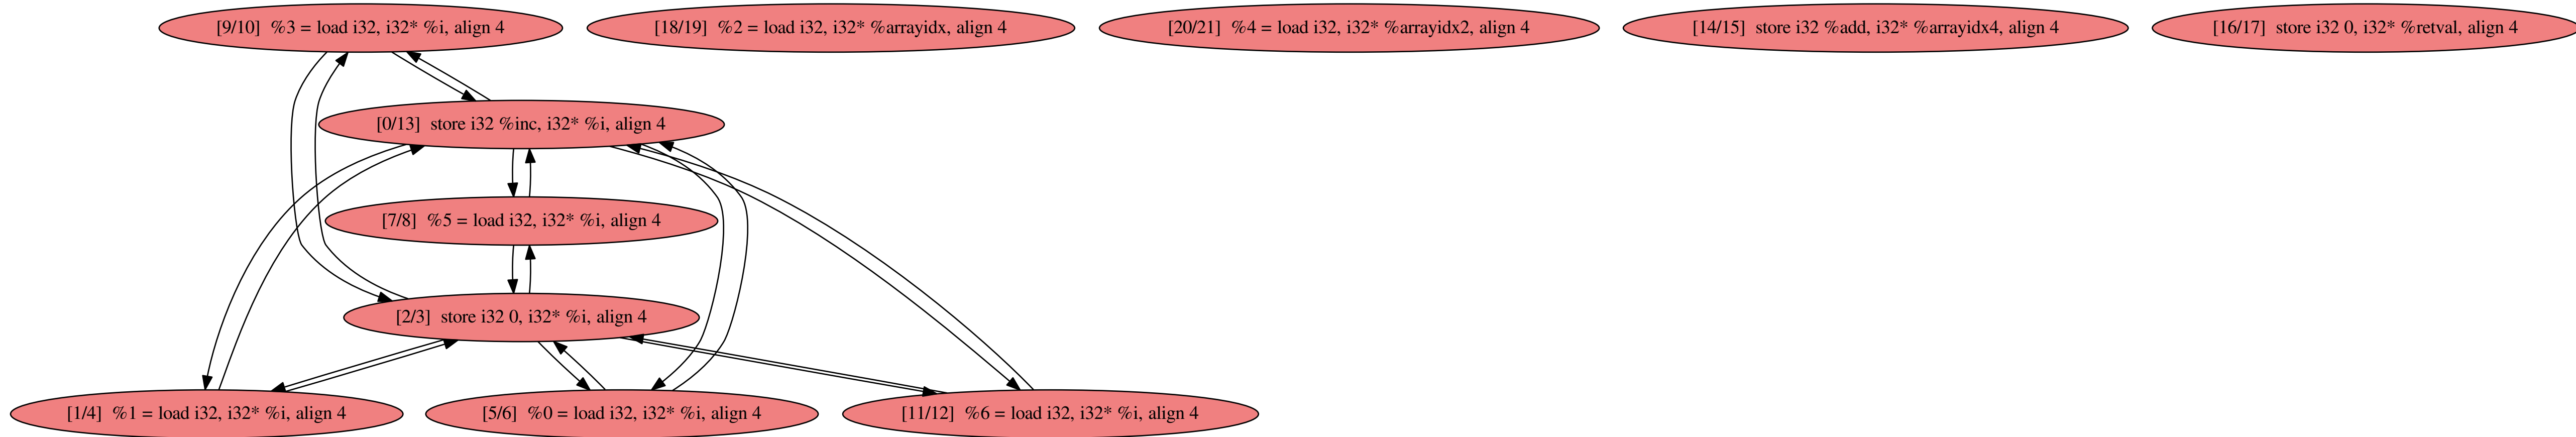 [9/10]  %3 = load i32, i32* %i, align 4
[18/19]  %2 = load i32, i32* %arrayidx, align 4
[20/21]  %4 = load i32, i32* %arrayidx2, align 4
[14/15]  store i32 %add, i32* %arrayidx4, align 4
[16/17]  store i32 0, i32* %retval, align 4
[0/13]  store i32 %inc, i32* %i, align 4
[7/8]  %5 = load i32, i32* %i, align 4
[2/3]  store i32 0, i32* %i, align 4
[1/4]  %1 = load i32, i32* %i, align 4
[5/6]  %0 = load i32, i32* %i, align 4
[11/12]  %6 = load i32, i32* %i, align 4